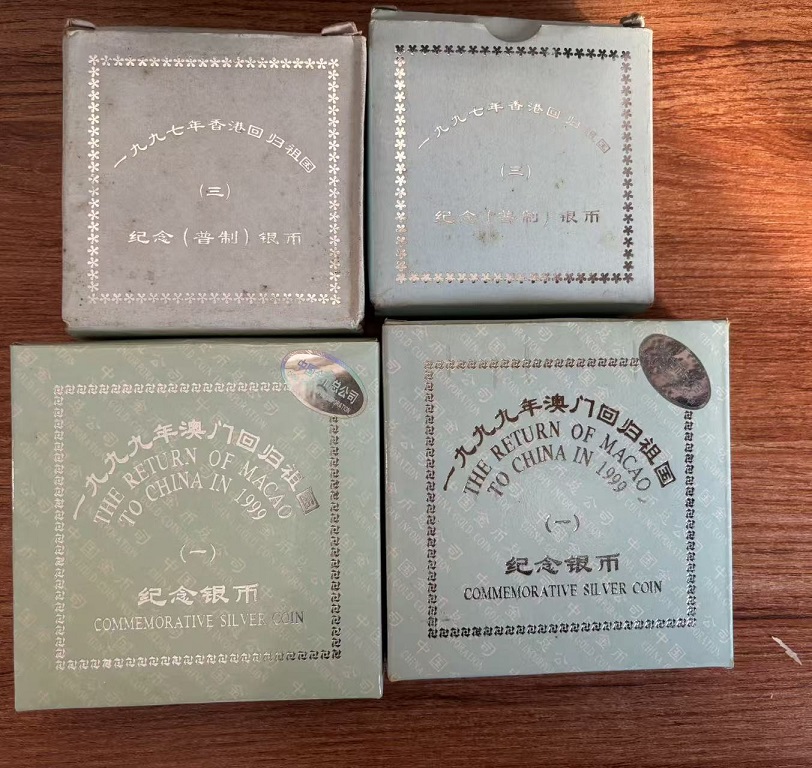 一九九七年香港回归祖国
(三)
纪念(普制)银币
一九九七年香港回归祖国
(三)
纪念(普制)银币
一九九九年澳门回归祖国
THE RETURN OF MACAO
TO CHINA IN 1999
(一)
纪念银币
COMMEMORATIVE SILVER COIN
一九九九年澳门回归祖国
THE RETURN OF MACAO
TO CHINA IN 1999
(一)
纪念银币
COMMEMORATIVE SILVER COIN